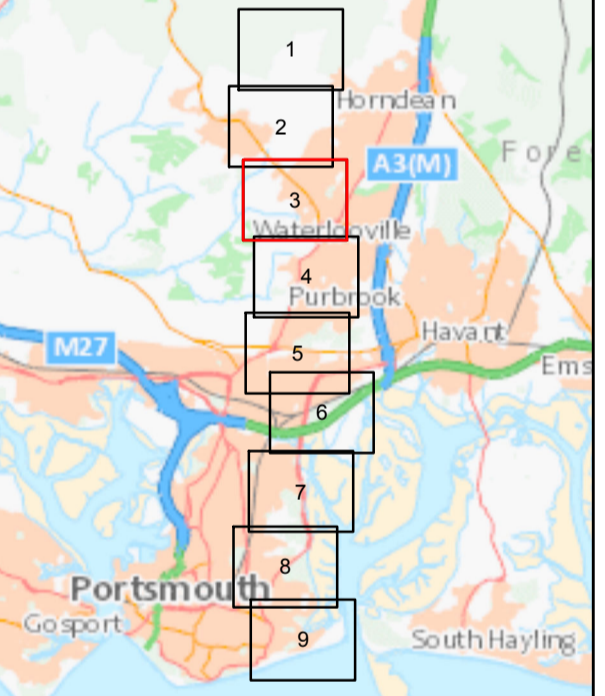 1
Horndean
2
Fore
A3(M)
3
Waterlooville
4
Purbrook
Havant
M27
5
Ems
6
7
8
Portsmouth
Gosport
9
South Hayling